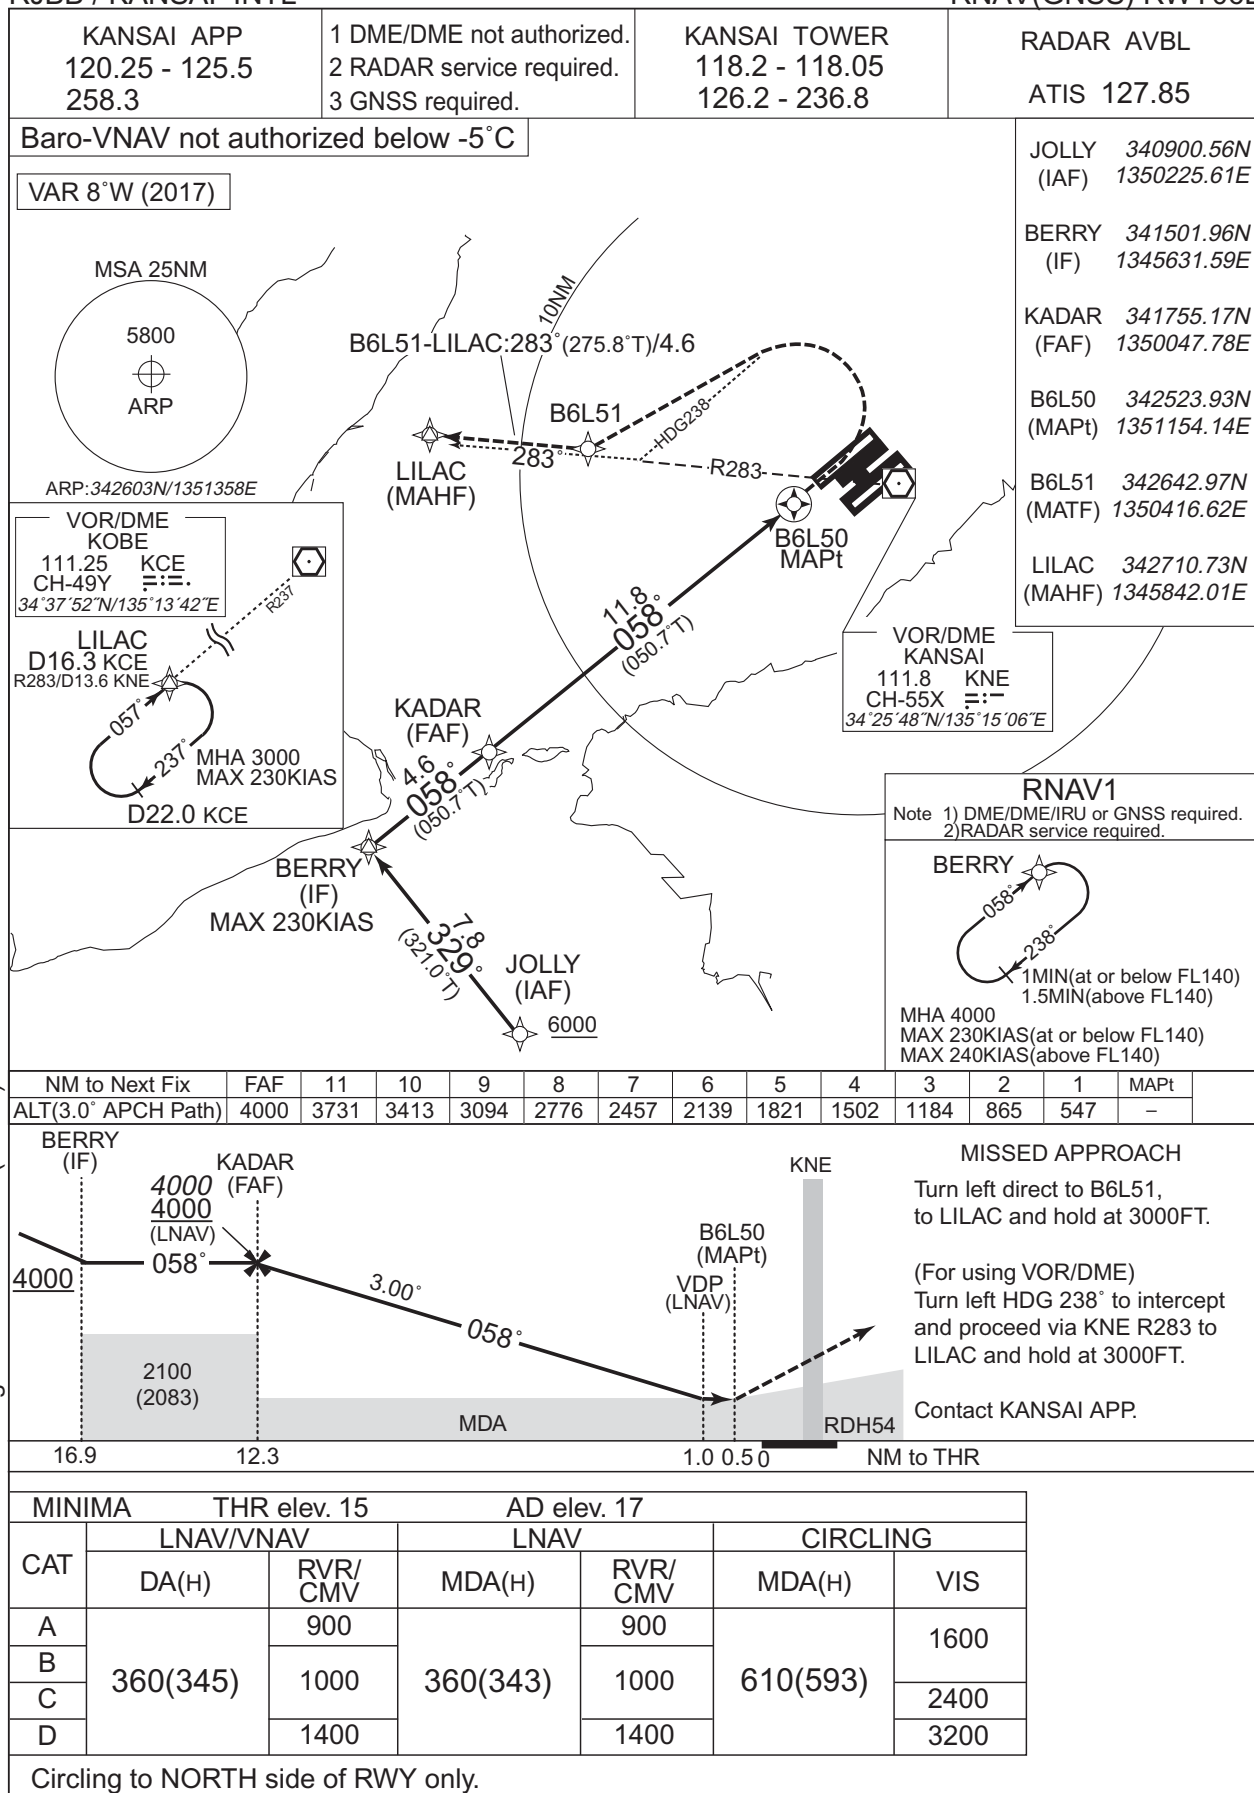 KANSAI APP
120.25 - 125.5
258.3
1 DME/DME not authorized.
2 RADAR service required.
3 GNSS required.
KANSAI TOWER
118.2 - 118.05
126.2 - 236.8
RADAR AVBL
ATIS 127.85
Baro-VNAV not authorized below -5˚C
VAR 8˚W (2017)
MSA 25NM
5800
ARP
ARP:342603N/1351358E
10NM
B6L51-LILAC:283˚(275.8˚T)/4.6
B6L51
LILAC
(MAHF)
283˚
HDG238
R283
B6L50
MAPt
JOLLY 340900.56N
(IAF) 1350225.61E
BERRY 341501.96N
(IF) 1345631.59E
KADAR 341755.17N
(FAF) 1350047.78E
B6L50 342523.93N
(MAPt) 1351154.14E
B6L51 342642.97N
(MATF) 1350416.62E
LILAC 342710.73N
(MAHF) 1345842.01E
VOR/DME
KOBE
111.25 KCE
CH-49Y
34˚37´52˝N/135˚13´42˝E
R237
LILAC
D16.3 KCE
R283/D13.6 KNE
057˚
237˚
MHA 3000
MAX 230KIAS
D22.0 KCE
VOR/DME
KANSAI
111.8 KNE
CH-55X
34˚25´48˝N/135˚15´06˝E
11.8
058˚
(050.7˚T)
KADAR
(FAF)
4.6
058˚
(050.7˚T)
BERRY
(IF)
MAX 230KIAS
7.8
329˚
(321.0˚T)
JOLLY
(IAF)
6000
RNAV1
Note 1) DME/DME/IRU or GNSS required.
2)RADAR service required.
BERRY
058˚
238˚
1MIN(at or below FL140)
1.5MIN(above FL140)
MHA 4000
MAX 230KIAS(at or below FL140)
MAX 240KIAS(above FL140)
NM to Next Fix FAF 11 10 9 8 7 6 5 4 3 2 1 MAPt
ALT(3.0˚ APCH Path) 4000 3731 3413 3094 2776 2457 2139 1821 1502 1184 865 547 –
BERRY
(IF)
KADAR
(FAF)
4000
4000
(LNAV)
4000
058˚
3.00˚
058˚
2100
(2083)
MDA
VDP
(LNAV)
B6L50
(MAPt)
KNE
RDH54
16.9 12.3 1.0 0.5 0 NM to THR
MISSED APPROACH
Turn left direct to B6L51,
to LILAC and hold at 3000FT.
(For using VOR/DME)
Turn left HDG 238˚ to intercept
and proceed via KNE R283 to
LILAC and hold at 3000FT.
Contact KANSAI APP.
MINIMA THR elev. 15 AD elev. 17
CAT LNAV/VNAV LNAV CIRCLING
DA(H) RVR/CMV MDA(H) RVR/CMV MDA(H) VIS
A 900 900 1600
B 360(345) 1000 360(343) 1000 610(593)
C 2400
D 1400 1400 3200
Circling to NORTH side of RWY only.